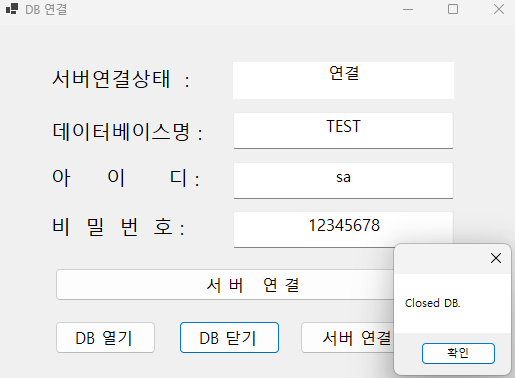 DB 연결
서버연결상태 : 연결
데이터베이스명 : TEST
아 이 디 : sa
비 밀 번 호 : 12345678
서 버 연 결
DB 열기 DB 닫기 서버 연결
Closed DB.
확인